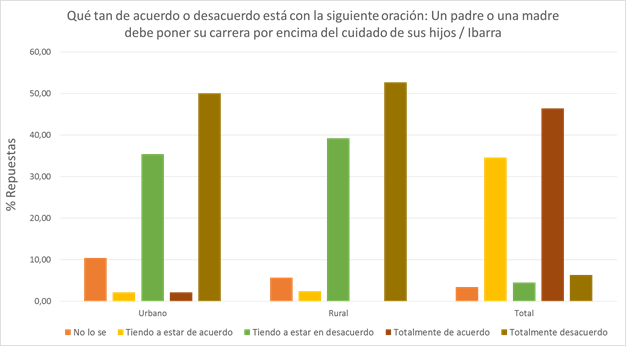 Qué tan de acuerdo o desacuerdo está con la siguiente oración: Un padre o una madre
debe poner su carrera por encima del cuidado de sus hijos / Ibarra
% Repuestas
60,00
50,00
40,00
30,00
20,00
10,00
0,00
Urbano Rural Total
No lo se Tiendo a estar de acuerdo Tiendo a estar en desacuerdo Totalmente de acuerdo Totalmente desacuerdo